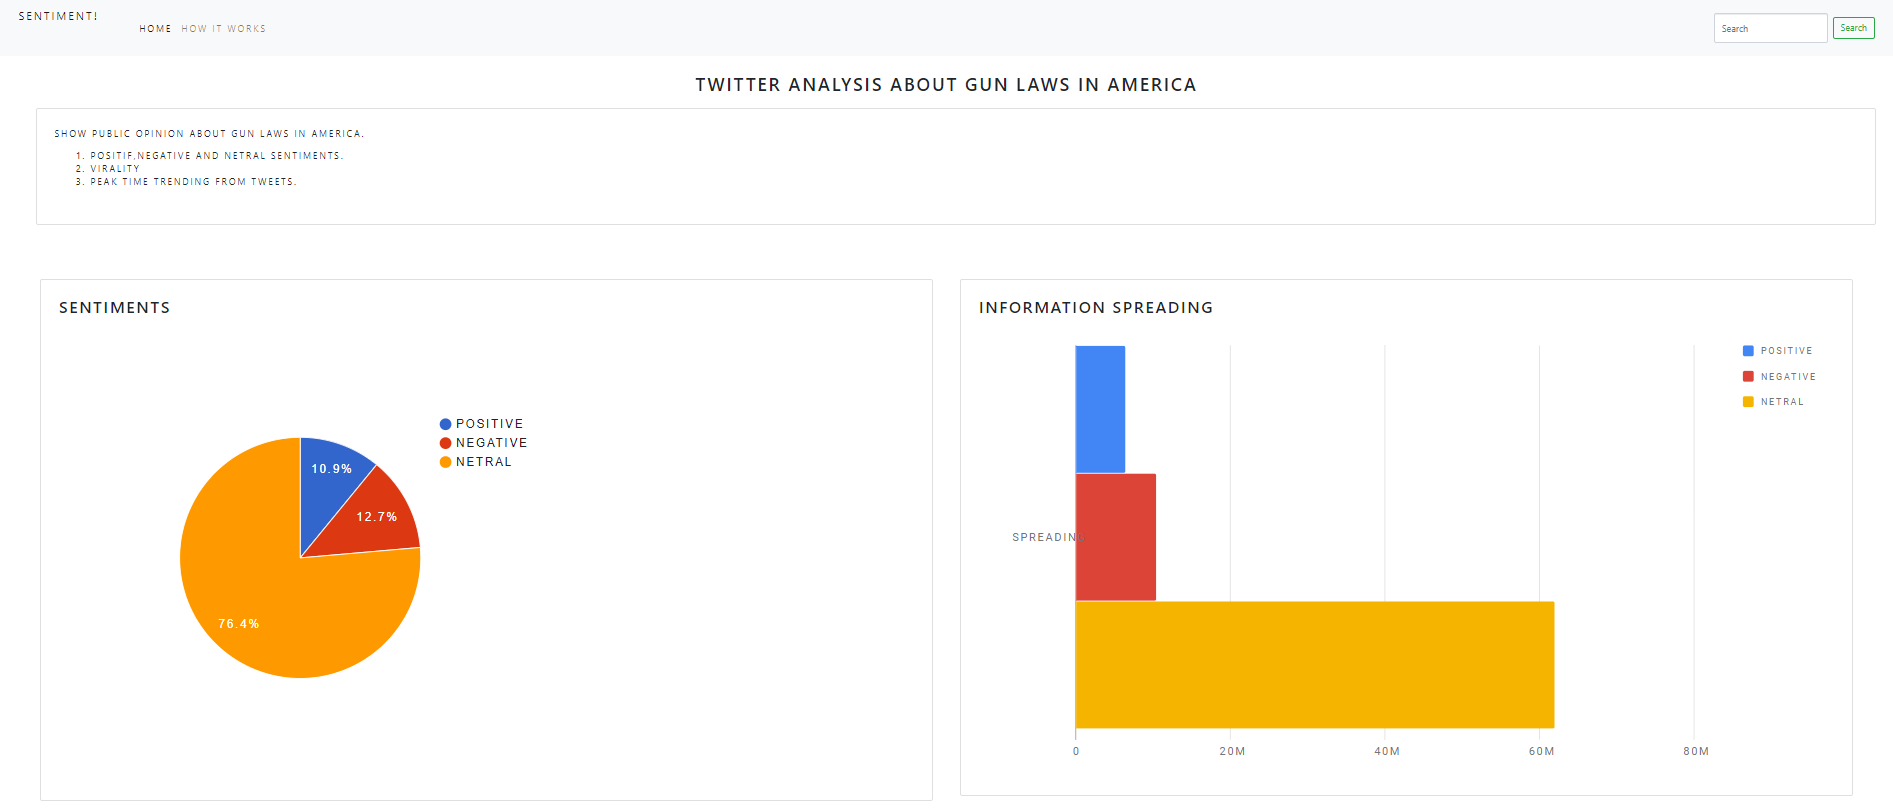 SENTIMENT!
HOME HOW IT WORKS
Search
Search
TWITTER ANALYSIS ABOUT GUN LAWS IN AMERICA
SHOW PUBLIC OPINION ABOUT GUN LAWS IN AMERICA.
1. POSITIF,NEGATIVE AND NETRAL SENTIMENTS.
2. VIRALITY
3. PEAK TIME TRENDING FROM TWEETS.
SENTIMENTS
POSITIVE
NEGATIVE
NETRAL
10.9%
12.7%
76.4%
INFORMATION SPREADING
POSITIVE
NEGATIVE
NETRAL
SPREADING
0 20M 40M 60M 80M